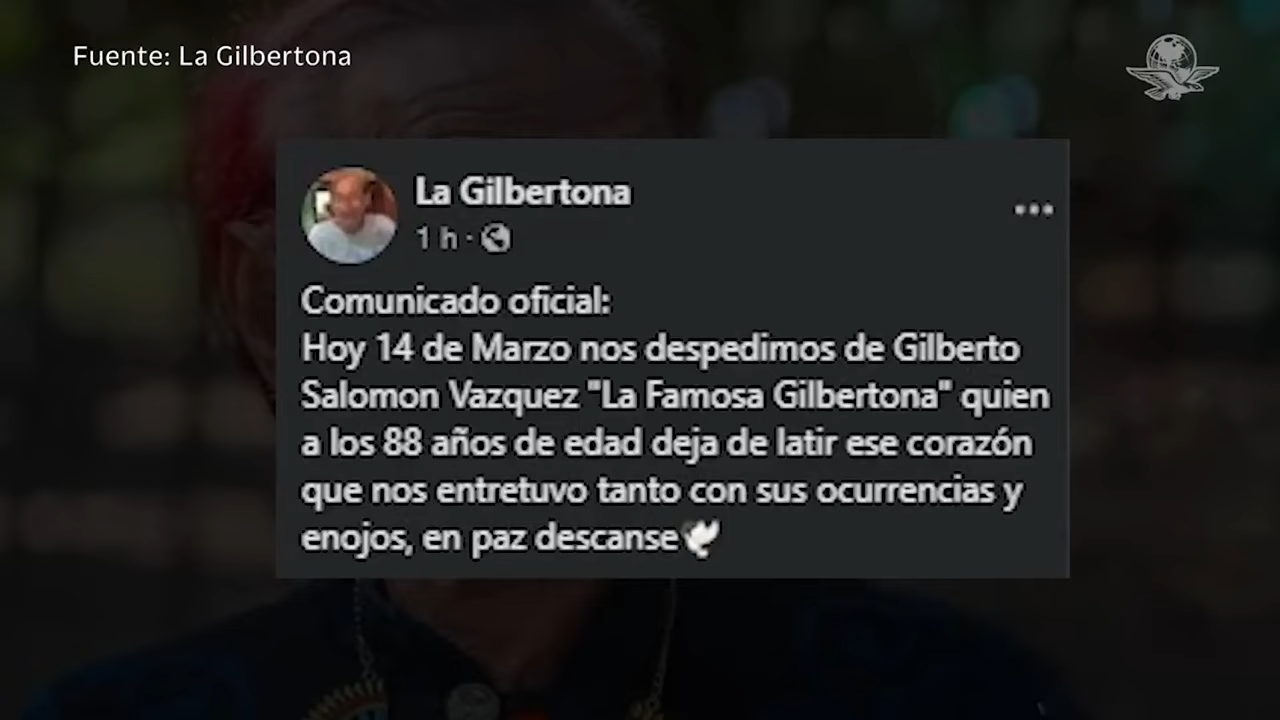 Fuente: La Gilbertona
La Gilbertona
1 h ·
Comunicado oficial:
Hoy 14 de Marzo nos despedimos de Gilberto
Salomon Vazquez "La Famosa Gilbertona" quien
a los 88 años de edad deja de latir ese corazón
que nos entretuvo tanto con sus ocurrencias y
enojos, en paz descanse🕊